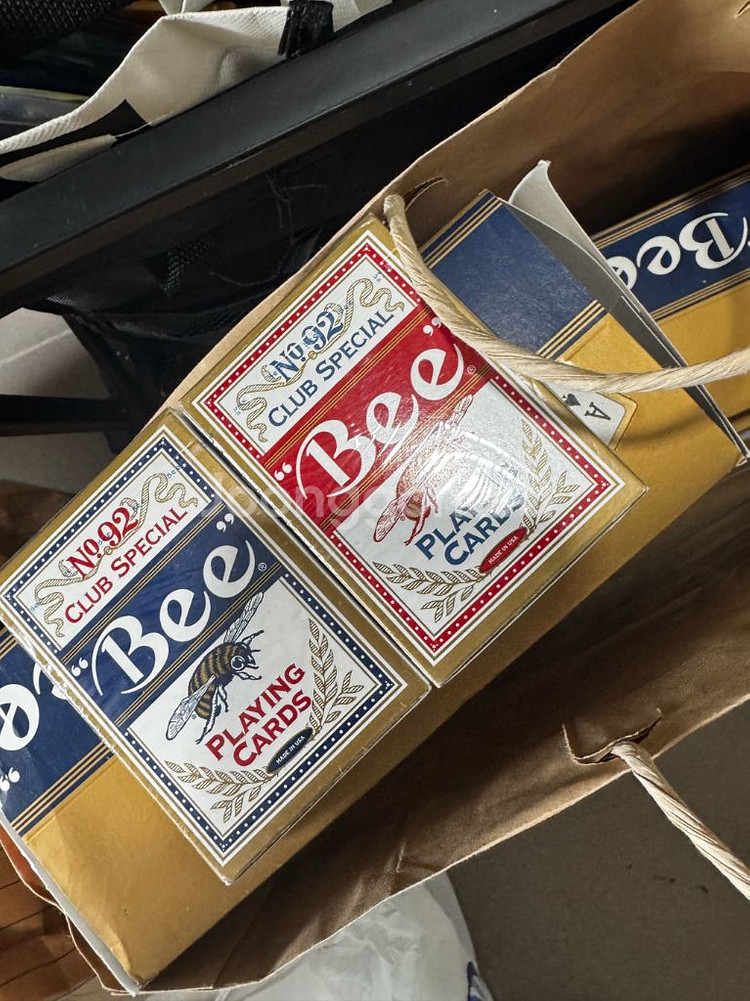 No. 92
CLUB SPECIAL
"Bee"®
PLAYING
CARDS
MADE IN USA
No. 92
CLUB SPECIAL
"Bee"®
PLAYING
CARDS
MADE IN USA
Bee
A